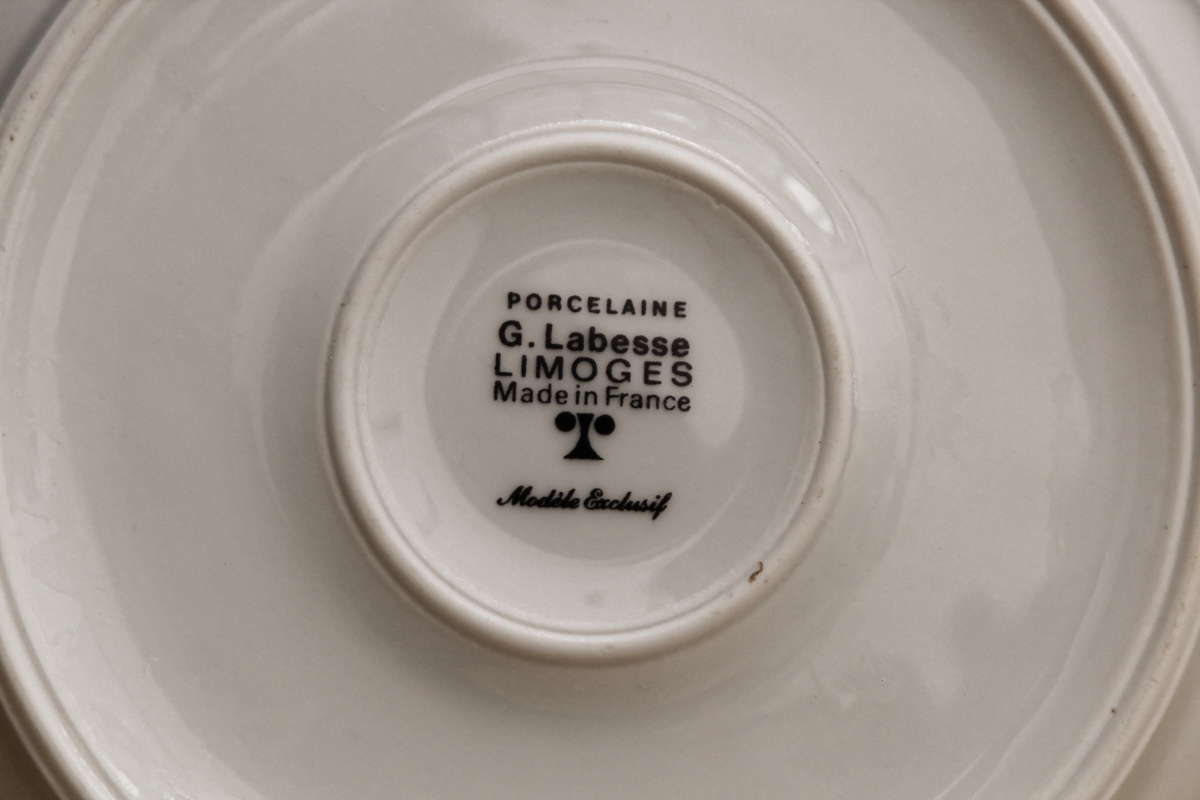 PORCELAINE
G. Labesse
LIMOGES
Made in France
Modèle Exclusif